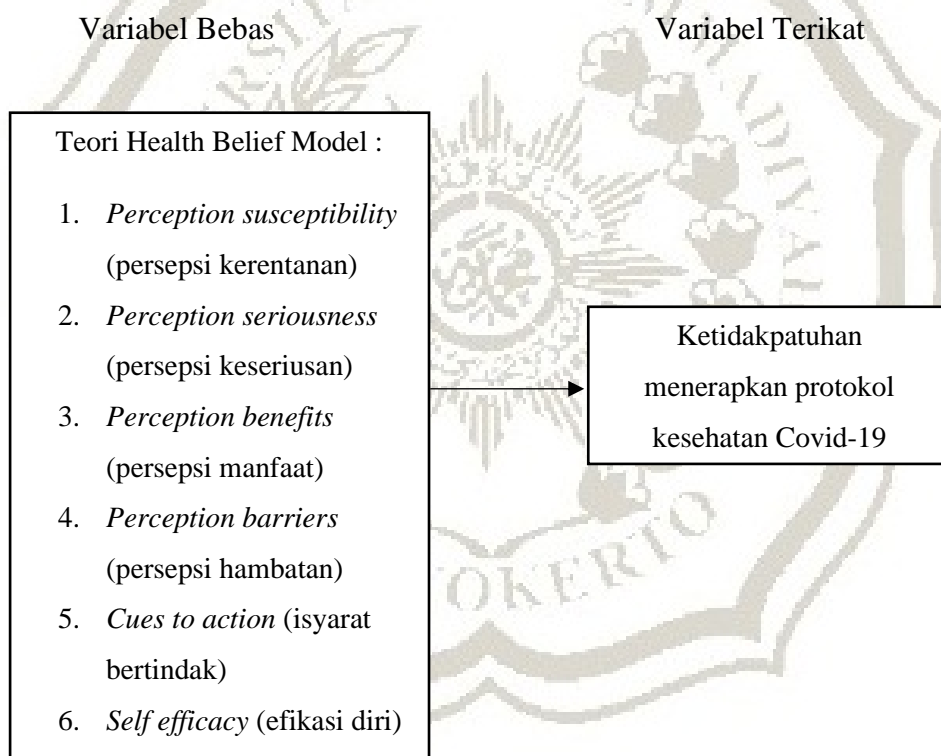 Variabel Bebas
Variabel Terikat
Teori Health Belief Model :
1. Perception susceptibility
(persepsi kerentanan)
2. Perception seriousness
(persepsi keseriusan)
3. Perception benefits
(persepsi manfaat)
4. Perception barriers
(persepsi hambatan)
5. Cues to action (isyarat
bertindak)
6. Self efficacy (efikasi diri)
Ketidakpatuhan
menerapkan protokol
kesehatan Covid-19